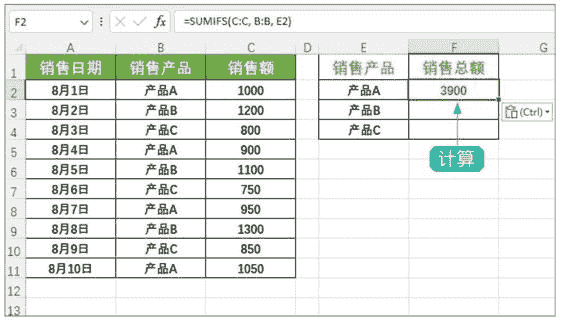 F2 fx =SUMIFS(C:C, B:B, E2)
A B C D E F G
1 销售日期 销售产品 销售额 销售产品 销售总额
2 8月1日 产品A 1000 产品A 3900
3 8月2日 产品B 1200 产品B (Ctrl)
4 8月3日 产品C 800 产品C
5 8月4日 产品A 900 计算
6 8月5日 产品B 1100
7 8月6日 产品C 750
8 8月7日 产品A 950
9 8月8日 产品B 1300
10 8月9日 产品C 850
11 8月10日 产品A 1050
12
13